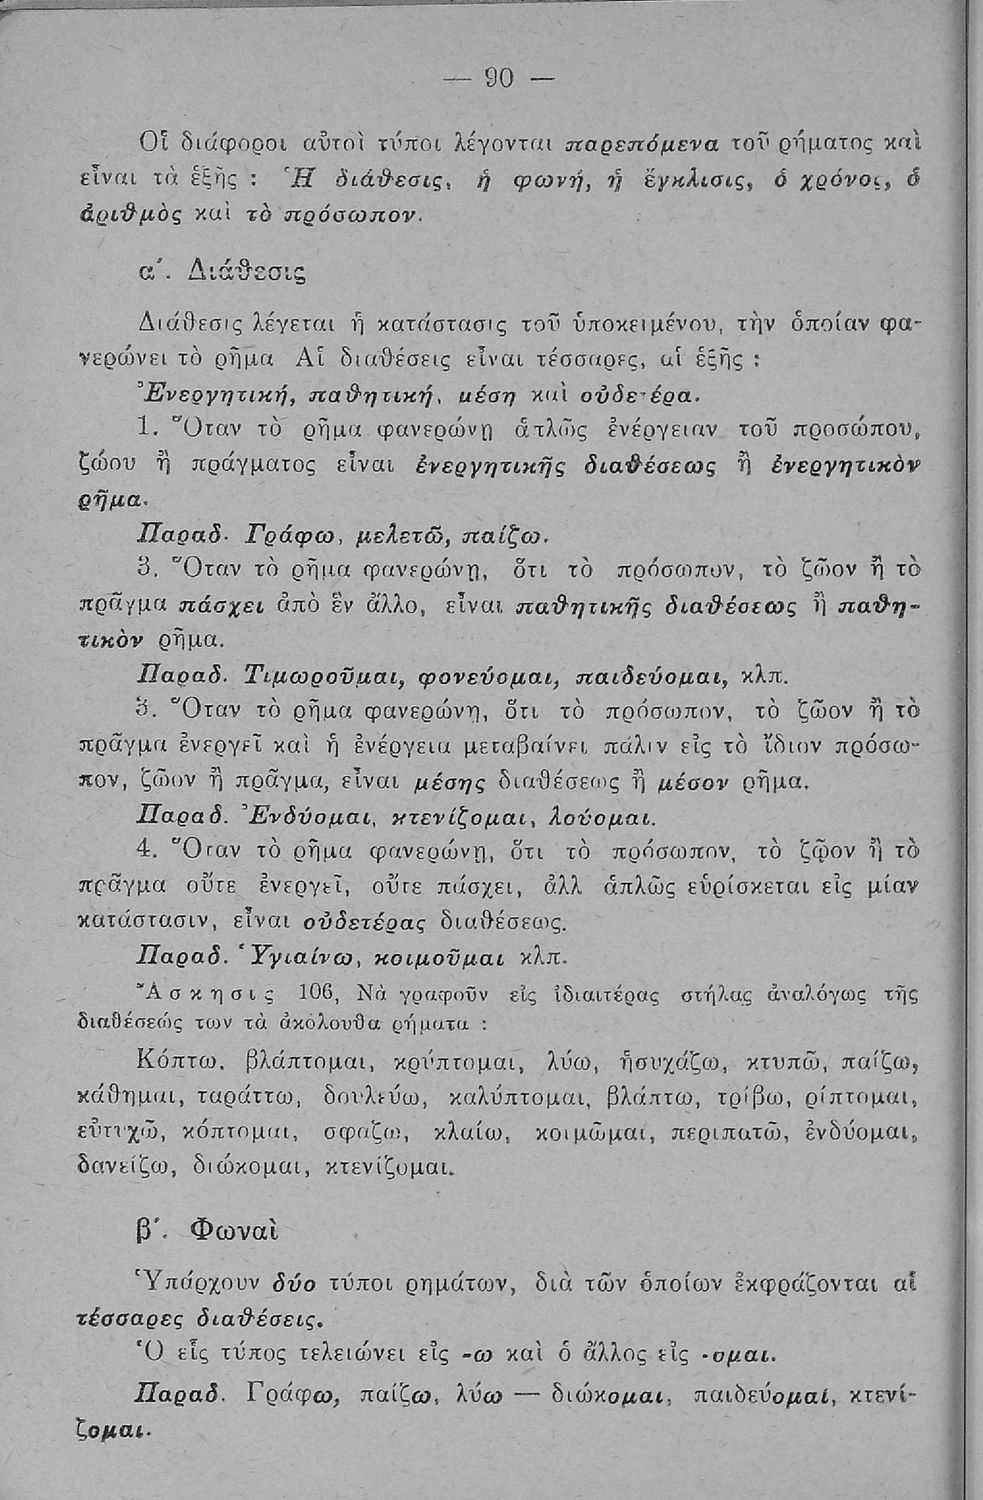 — 90 —
Οἱ διάφοροι αὐτοὶ τύποι λέγονται παρεπόμενα τοῦ ρήματος καὶ
εἶναι τὰ ἑξῆς : Ἡ διάθεσις, ἡ φωνή, ἡ ἔγκλισις, ὁ χρόνος, ὁ
ἀριθμὸς καὶ τὸ πρόσωπον.
α΄. Διάθεσις
Διάθεσις λέγεται ἡ κατάστασις τοῦ ὑποκειμένου, τὴν ὁποίαν φα-
νερώνει τὸ ρῆμα Αἱ διαθέσεις εἶναι τέσσαρες, αἱ ἑξῆς :
Ἐνεργητική, παθητική, μέση καὶ οὐδετέρα.
1. Ὅταν τὸ ρῆμα φανερώνῃ ἁπλῶς ἐνέργειαν τοῦ προσώπου,
ζώου ἢ πράγματος εἶναι ἐνεργητικῆς διαθέσεως ἢ ἐνεργητικὸν
ρῆμα.
Παραδ. Γράφω, μελετῶ, παίζω.
3. Ὅταν τὸ ρῆμα φανερώνῃ, ὅτι τὸ πρόσωπον, τὸ ζῶον ἢ τὸ
πρᾶγμα πάσχει ἀπὸ ἓν ἄλλο, εἶναι παθητικῆς διαθέσεως ἢ παθη-
τικὸν ρῆμα.
Παραδ. Τιμωροῦμαι, φονεύομαι, παιδεύομαι, κλπ.
3. Ὅταν τὸ ρῆμα φανερώνῃ, ὅτι τὸ πρόσωπον, τὸ ζῶον ἢ τὸ
πρᾶγμα ἐνεργεῖ καὶ ἡ ἐνέργεια μεταβαίνει πάλιν εἰς τὸ ἴδιον πρόσω-
πον, ζῶον ἢ πρᾶγμα, εἶναι μέσης διαθέσεως ἢ μέσον ρῆμα.
Παραδ. Ἐνδύομαι, κτενίζομαι, λούομαι.
4. Ὅταν τὸ ρῆμα φανερώνῃ, ὅτι τὸ πρόσωπον, τὸ ζῷον ἢ τὸ
πρᾶγμα οὔτε ἐνεργεῖ, οὔτε πάσχει, ἀλλ ἁπλῶς εὑρίσκεται εἰς μίαν
κατάστασιν, εἶναι οὐδετέρας διαθέσεως.
Παραδ. Ὑγιαίνω, κοιμοῦμαι κλπ.
Ἄσκησις 106, Νὰ γραφοῦν εἰς ἰδιαιτέρας στήλας ἀναλόγως τῆς
διαθέσεώς των τὰ ἀκόλουθα ρήματα :
Κόπτω, βλάπτομαι, κρύπτομαι, λύω, ἡσυχάζω, κτυπῶ, παίζω,
κάθημαι, ταράττω, δουλεύω, καλύπτομαι, βλάπτω, τρίβω, ρίπτομαι,
εὐτυχῶ, κόπτομαι, σφάζω, κλαίω, κοιμῶμαι, περιπατῶ, ἐνδύομαι,
δανείζω, διώκομαι, κτενίζομαι.
β΄. Φωναὶ
Ὑπάρχουν δύο τύποι ρημάτων, διὰ τῶν ὁποίων ἐκφράζονται αἱ
τέσσαρες διαθέσεις.
Ὁ εἷς τύπος τελειώνει εἰς -ω καὶ ὁ ἄλλος εἰς -ομαι.
Παραδ. Γράφω, παίζω, λύω — διώκομαι, παιδεύομαι, κτενί-
ζομαι.